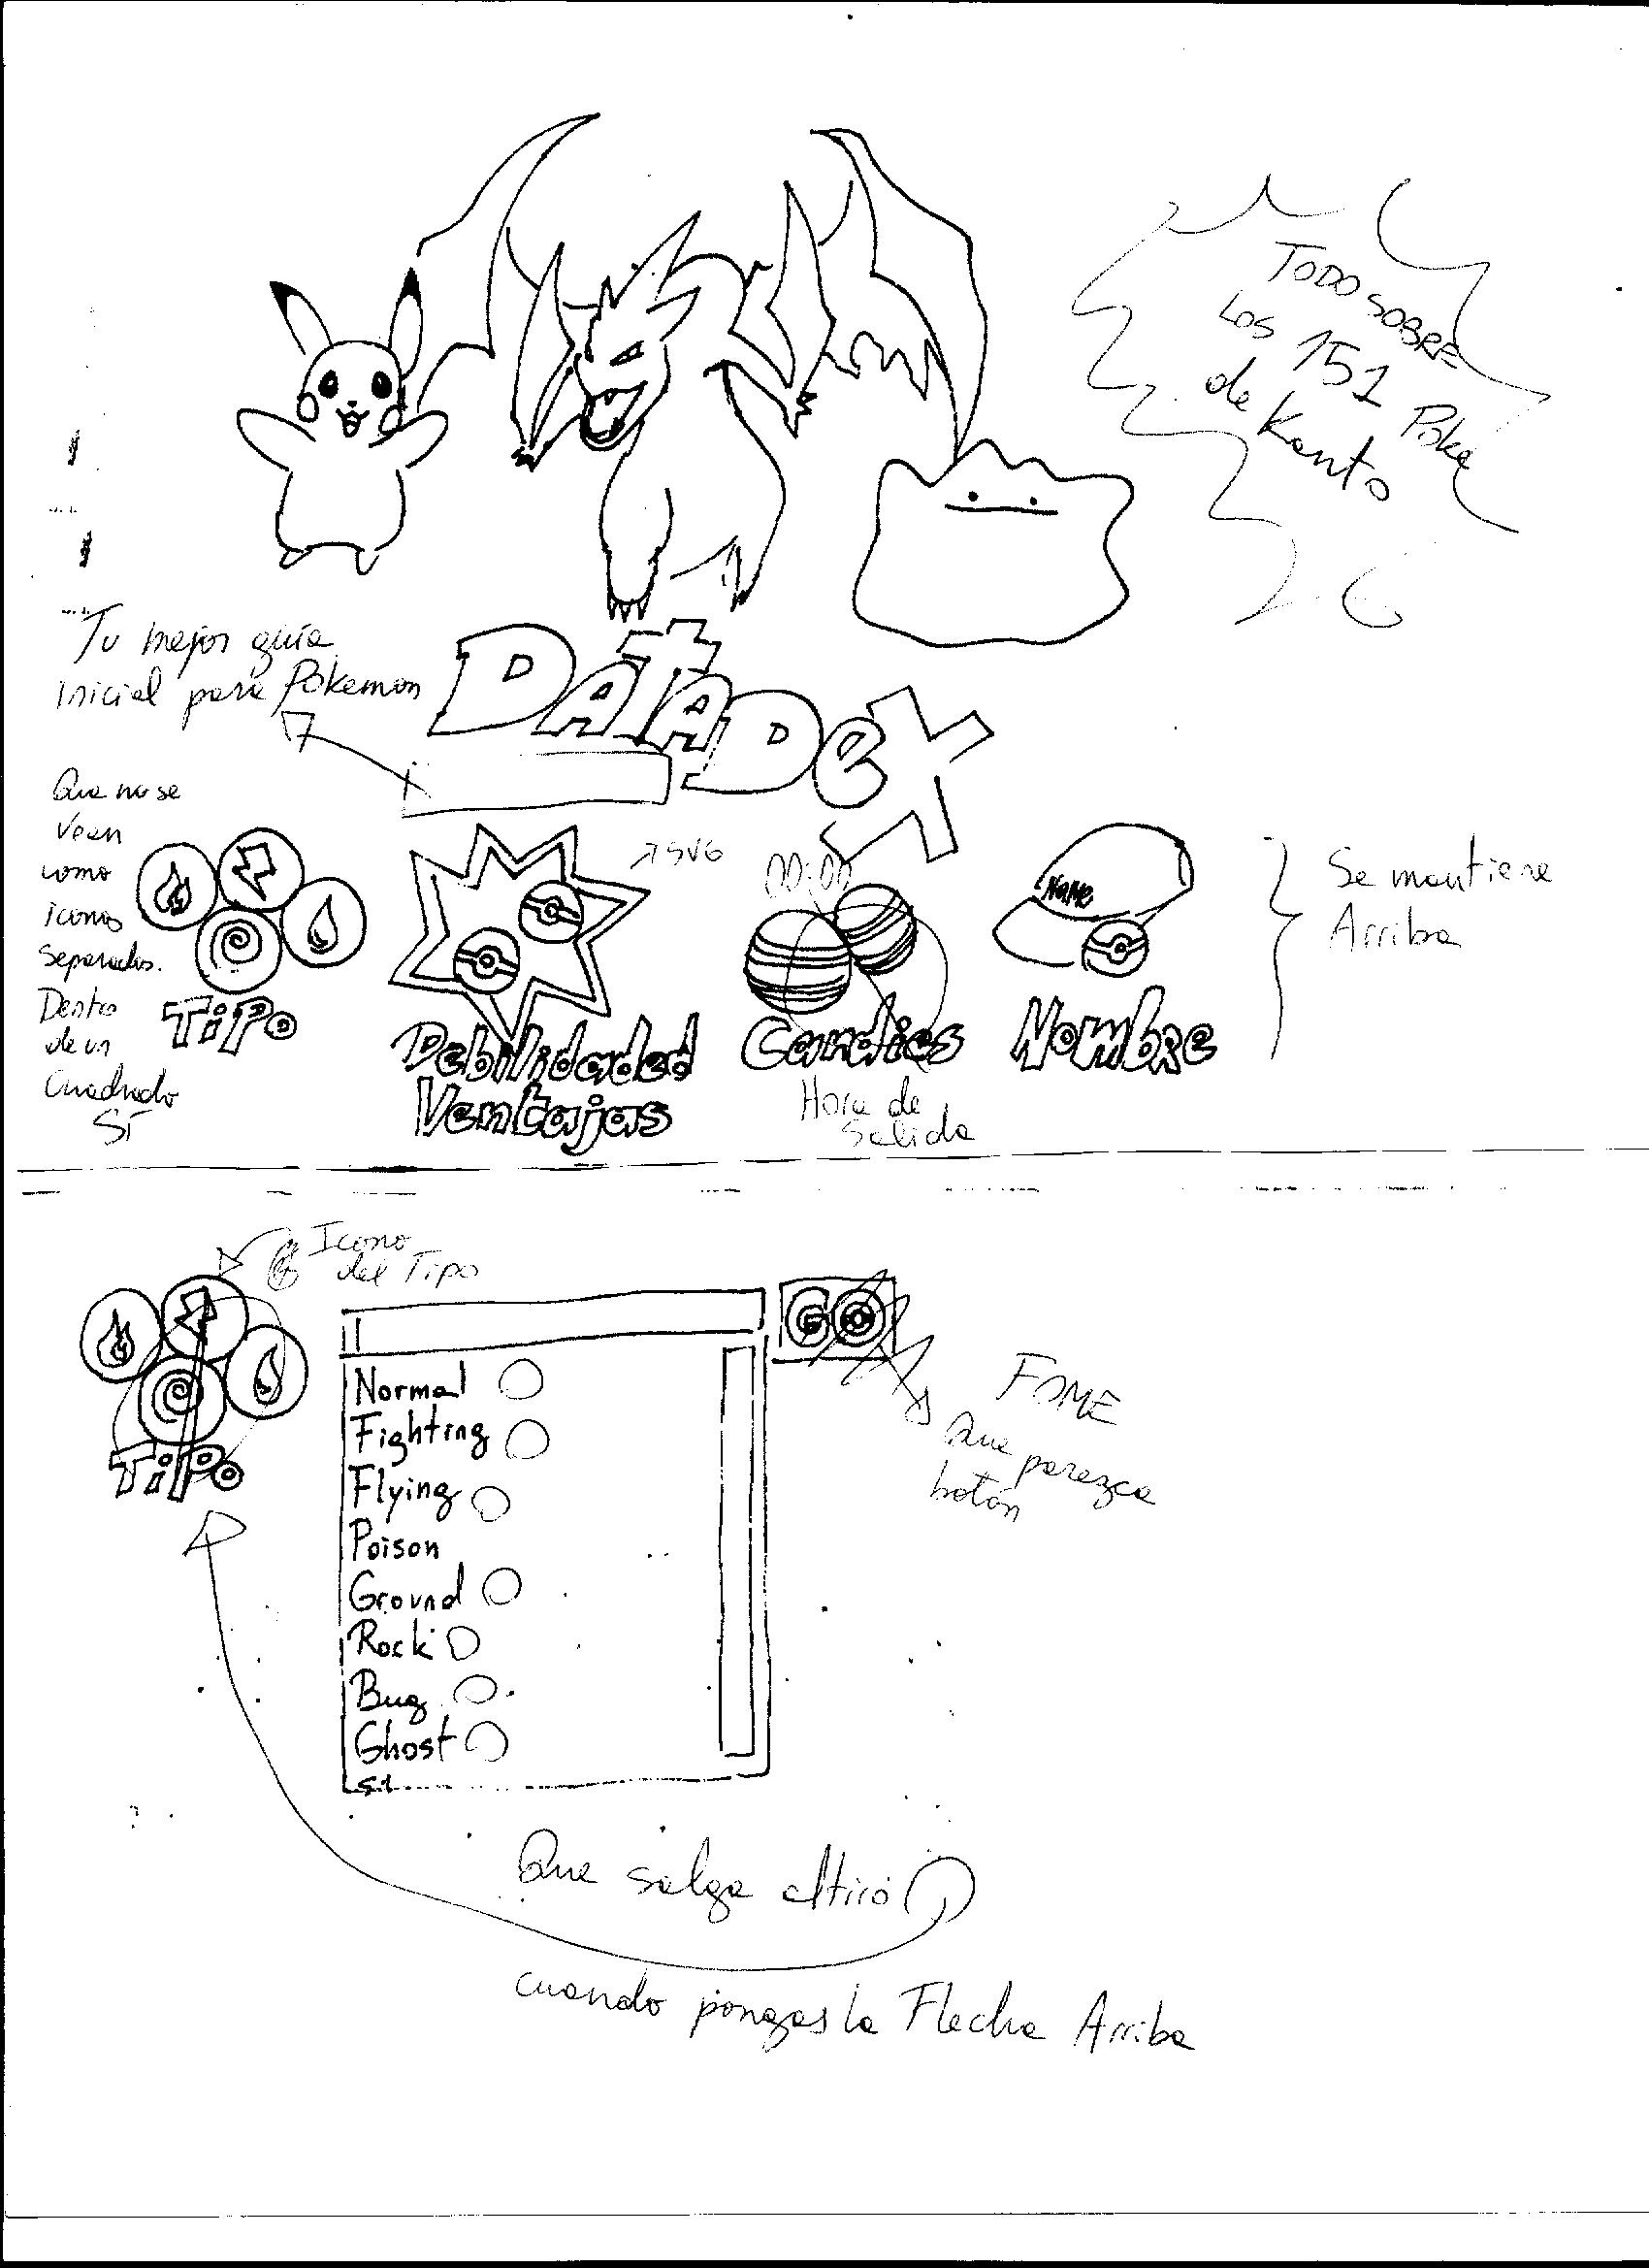 TODO SOBRE
Los 151 Poke
de Kanto
Tu mejor guía
inicial para Pokemon
DATADEX
Que no se
vean
como
iconos
separados.
Dentro
de un
Cuadrado
SÍ
SVG
00:00
NAME
Se mantiene
Arriba
TIPO
Debilidaded
Ventajas
Candies
Nombre
Hora de
Salida
Icono
del Tipo
TIPO
GO
Normal
Fighting
Flying
Poison
Ground
Rock
Bug
Ghost
FOME
Que parezca
botón
Que salga altiro
cuando pongas la Flecha Arriba